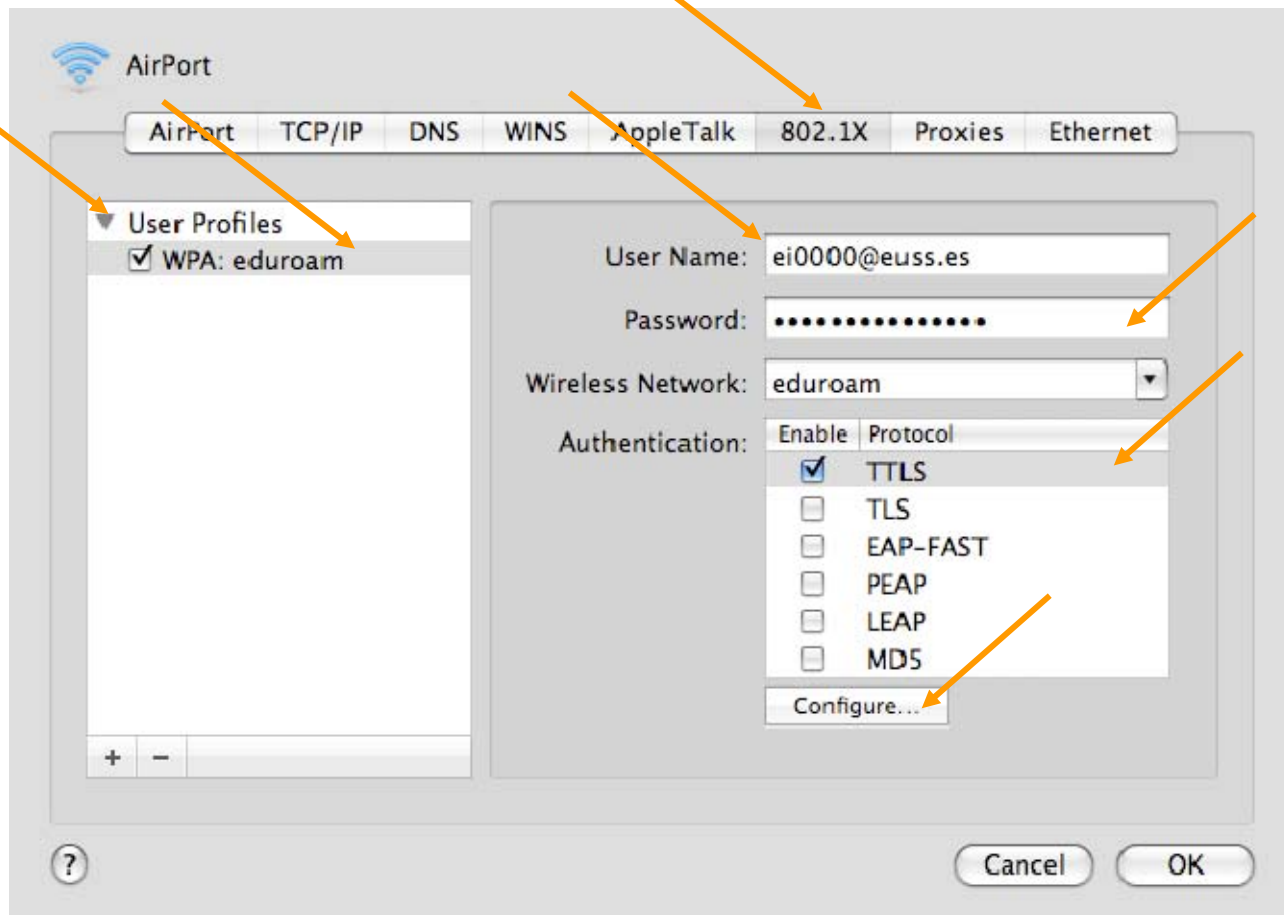 AirPort
AirPort TCP/IP DNS WINS AppleTalk 802.1X Proxies Ethernet
User Profiles
WPA: eduroam
User Name: ei0000@euss.es
Password: •••••••••••••••
Wireless Network: eduroam
Authentication:
Enable Protocol
TTLS
TLS
EAP-FAST
PEAP
LEAP
MD5
Configure...
+ −
? Cancel OK